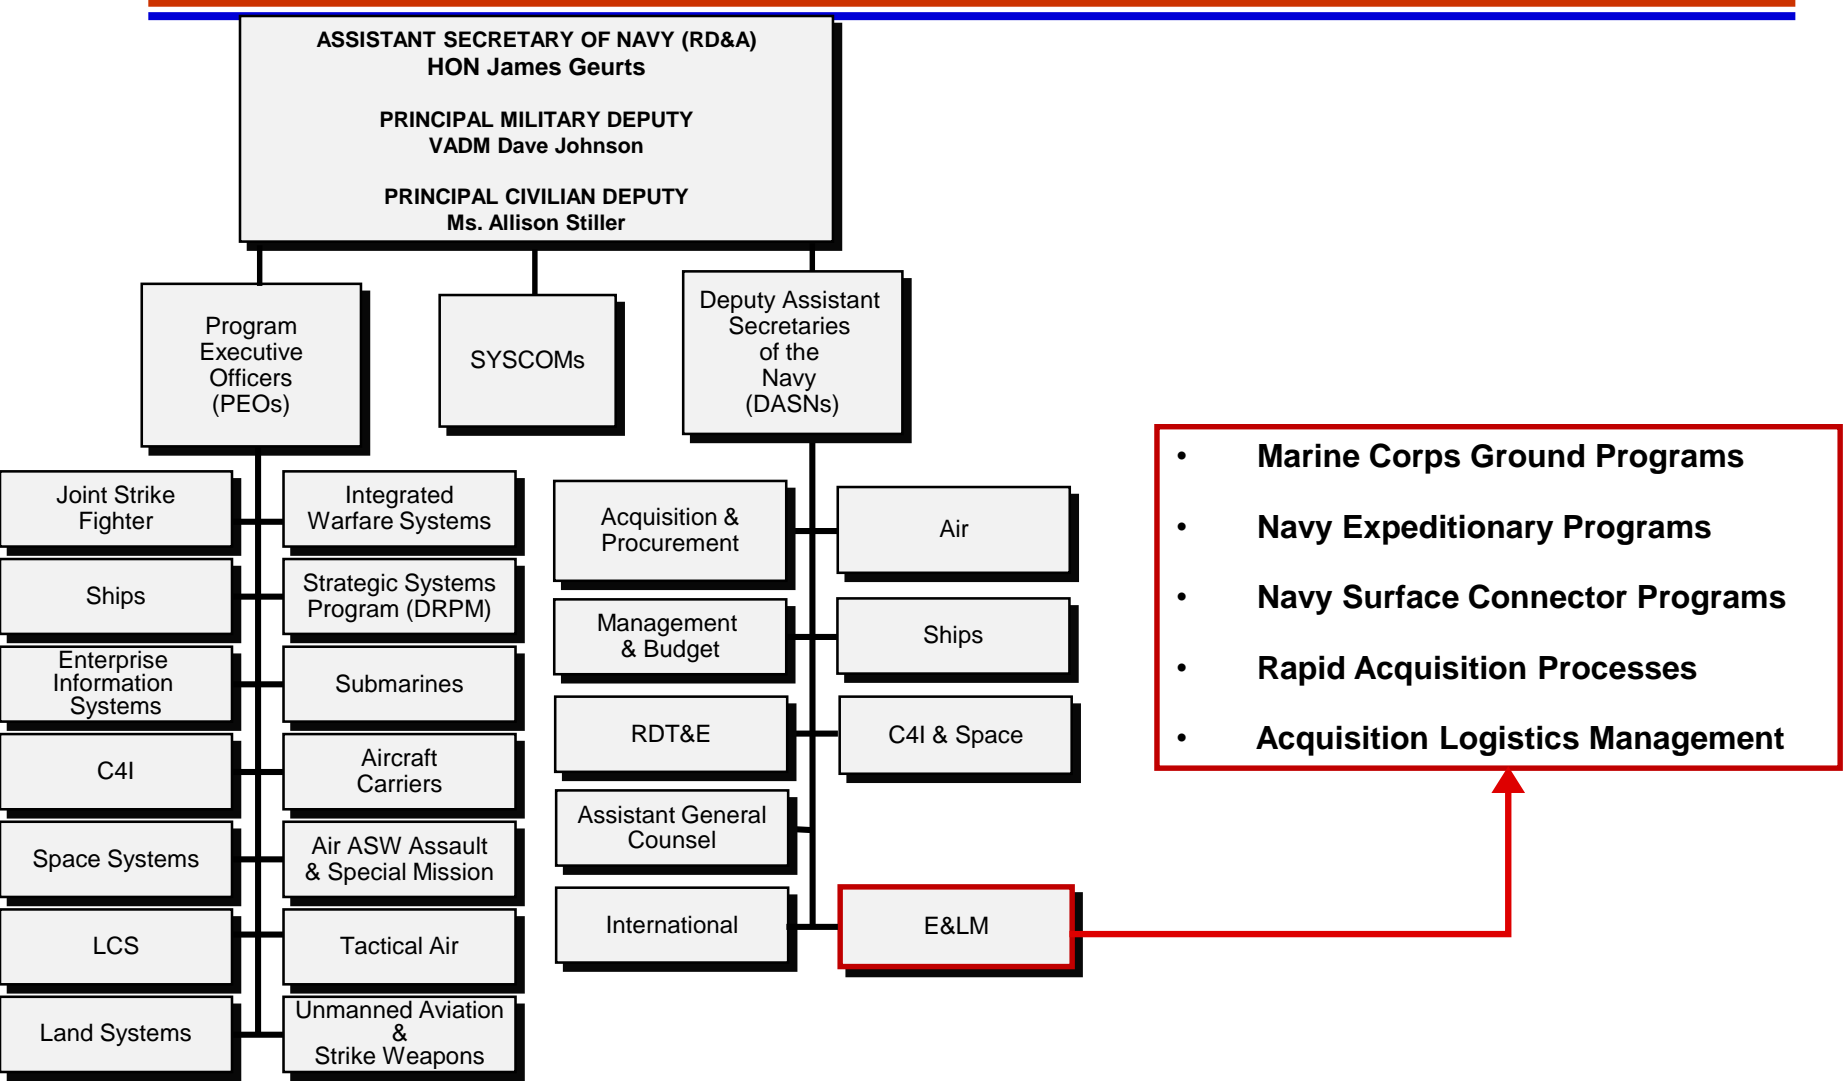 ASSISTANT SECRETARY OF NAVY (RD&A)
HON James Geurts
PRINCIPAL MILITARY DEPUTY
VADM Dave Johnson
PRINCIPAL CIVILIAN DEPUTY
Ms. Allison Stiller
Program
Executive
Officers
(PEOs)
SYSCOMs
Deputy Assistant
Secretaries
of the
Navy
(DASNs)
Joint Strike
Fighter
Integrated
Warfare Systems
Ships
Strategic Systems
Program (DRPM)
Enterprise
Information
Systems
Submarines
C4I
Aircraft
Carriers
Space Systems
Air ASW Assault
& Special Mission
LCS
Tactical Air
Land Systems
Unmanned Aviation
&
Strike Weapons
Acquisition &
Procurement
Air
Management
& Budget
Ships
RDT&E
C4I & Space
Assistant General
Counsel
International
E&LM
• Marine Corps Ground Programs
• Navy Expeditionary Programs
• Navy Surface Connector Programs
• Rapid Acquisition Processes
• Acquisition Logistics Management